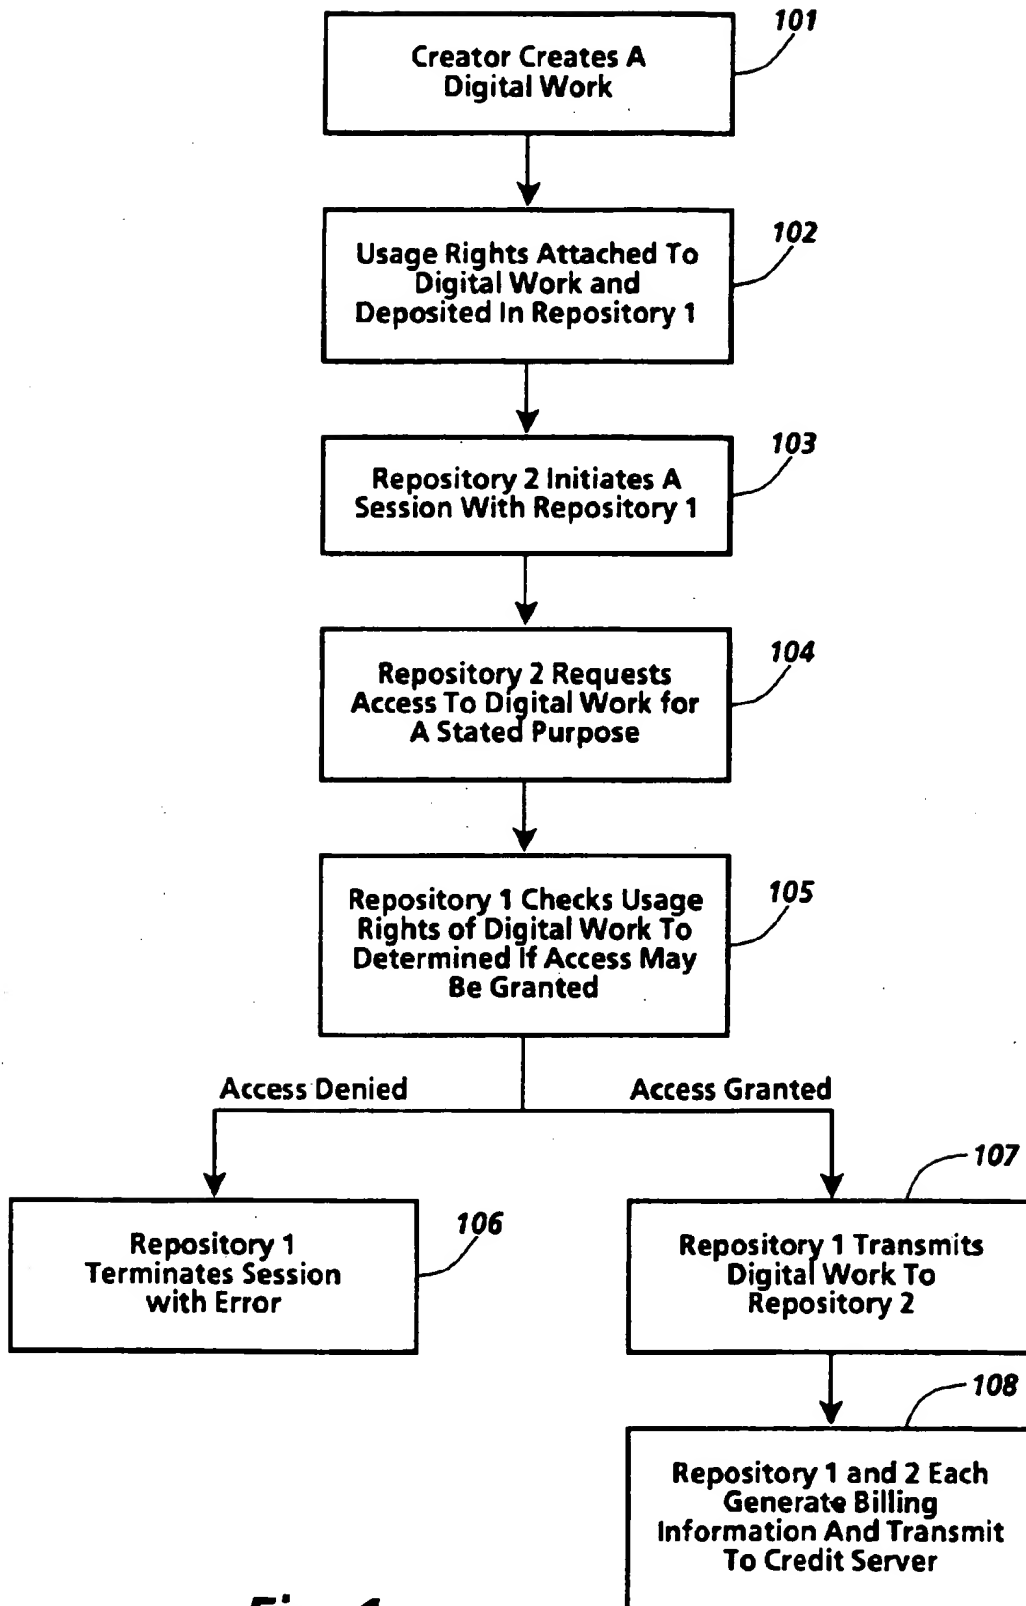 101
Creator Creates A
Digital Work
102
Usage Rights Attached To
Digital Work and
Deposited In Repository 1
103
Repository 2 Initiates A
Session With Repository 1
104
Repository 2 Requests
Access To Digital Work for
A Stated Purpose
105
Repository 1 Checks Usage
Rights of Digital Work To
Determined If Access May
Be Granted
Access Denied
Access Granted
106
Repository 1
Terminates Session
with Error
107
Repository 1 Transmits
Digital Work To
Repository 2
108
Repository 1 and 2 Each
Generate Billing
Information And Transmit
To Credit Server